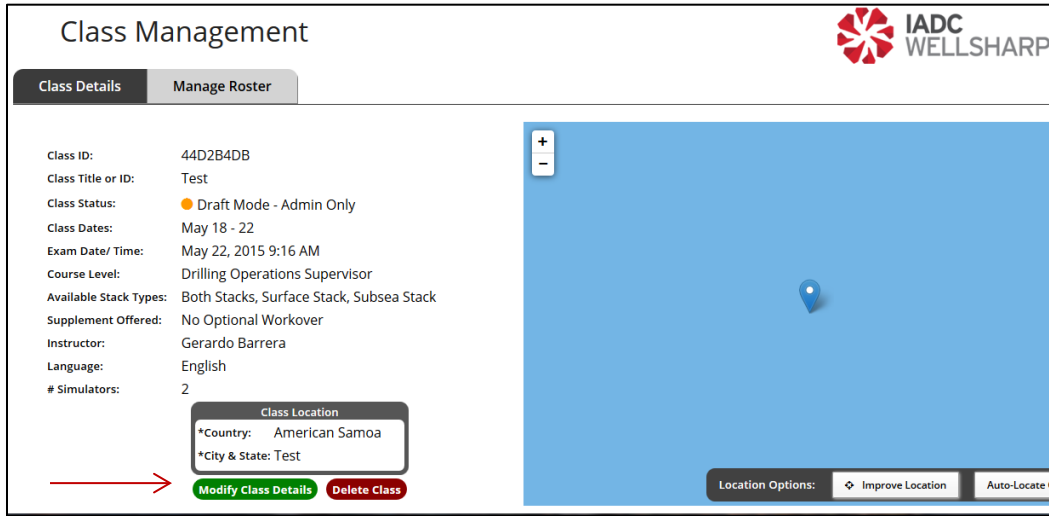 Class Management
IADC
WELLSHARP
Class Details
Manage Roster
Class ID: 44D2B4DB
Class Title or ID: Test
Class Status: Draft Mode - Admin Only
Class Dates: May 18 - 22
Exam Date/ Time: May 22, 2015 9:16 AM
Course Level: Drilling Operations Supervisor
Available Stack Types: Both Stacks, Surface Stack, Subsea Stack
Supplement Offered: No Optional Workover
Instructor: Gerardo Barrera
Language: English
# Simulators: 2
Class Location
*Country: American Samoa
*City & State: Test
Modify Class Details
Delete Class
+
−
Location Options:
Improve Location
Auto-Locate